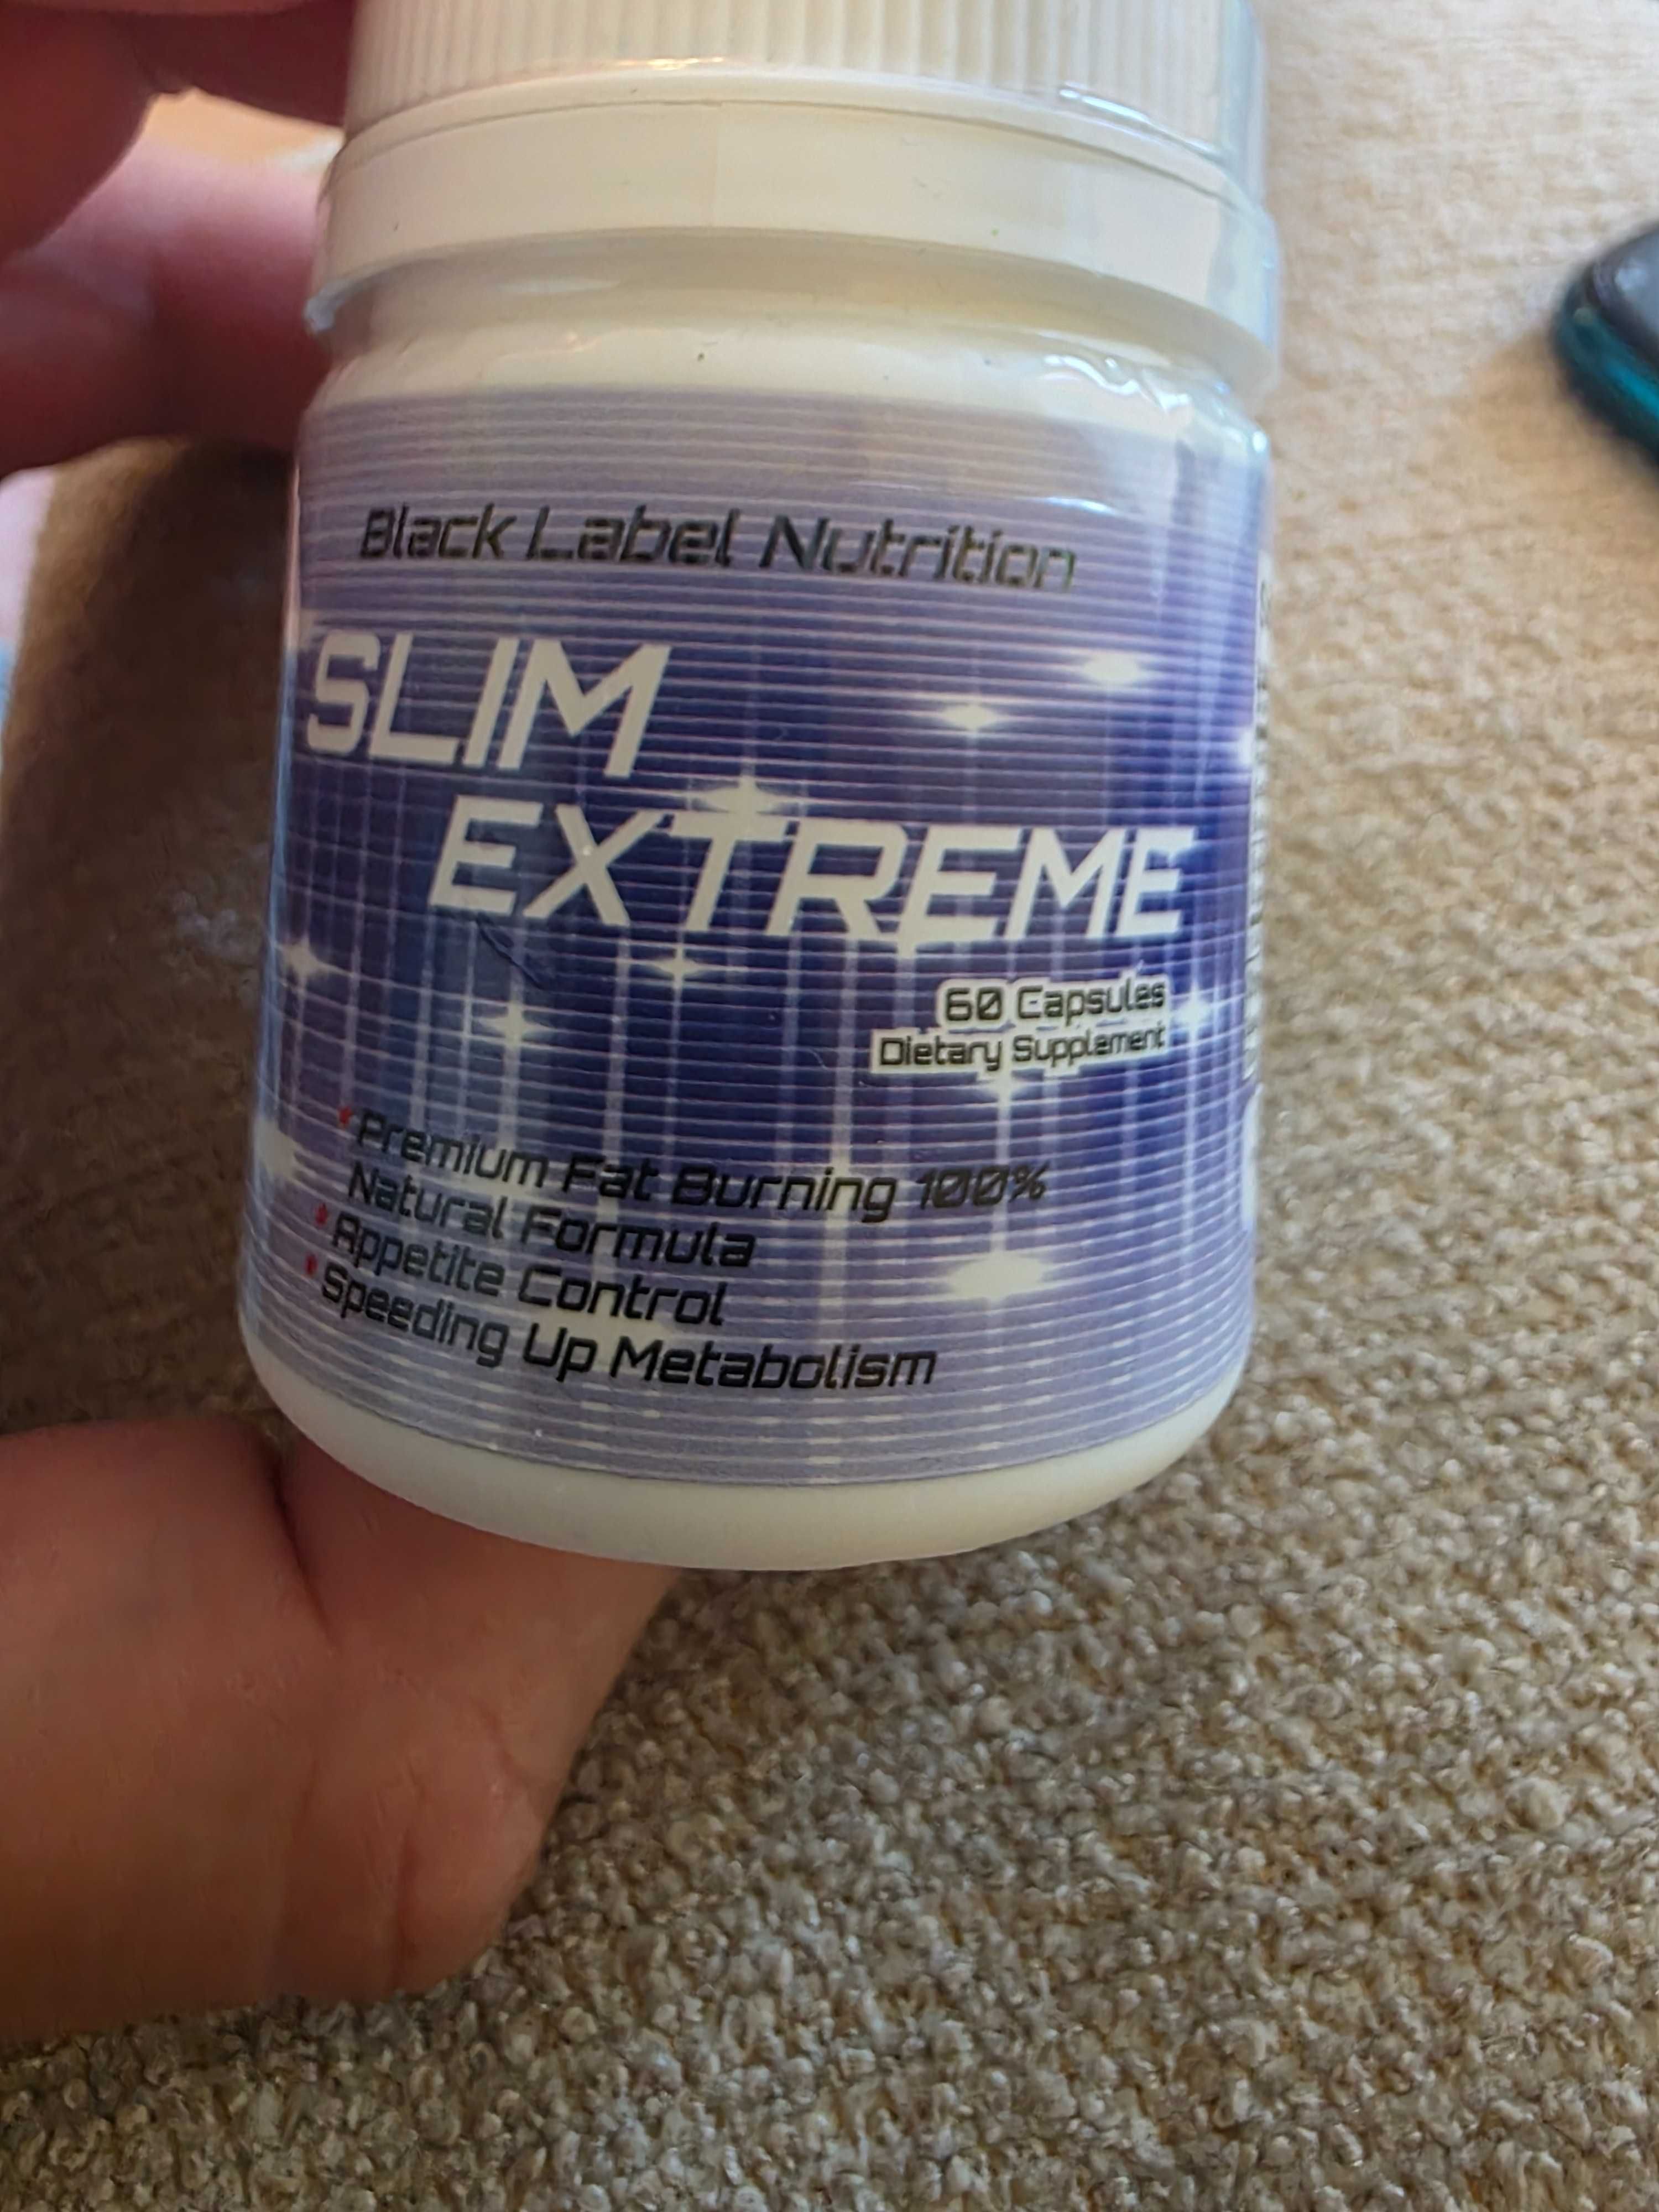 Black Label Nutrition
SLIM
EXTREME
60 Capsules
Dietary Supplement
*Premium Fat Burning 100%
Natural Formula
*Appetite Control
*Speeding Up Metabolism